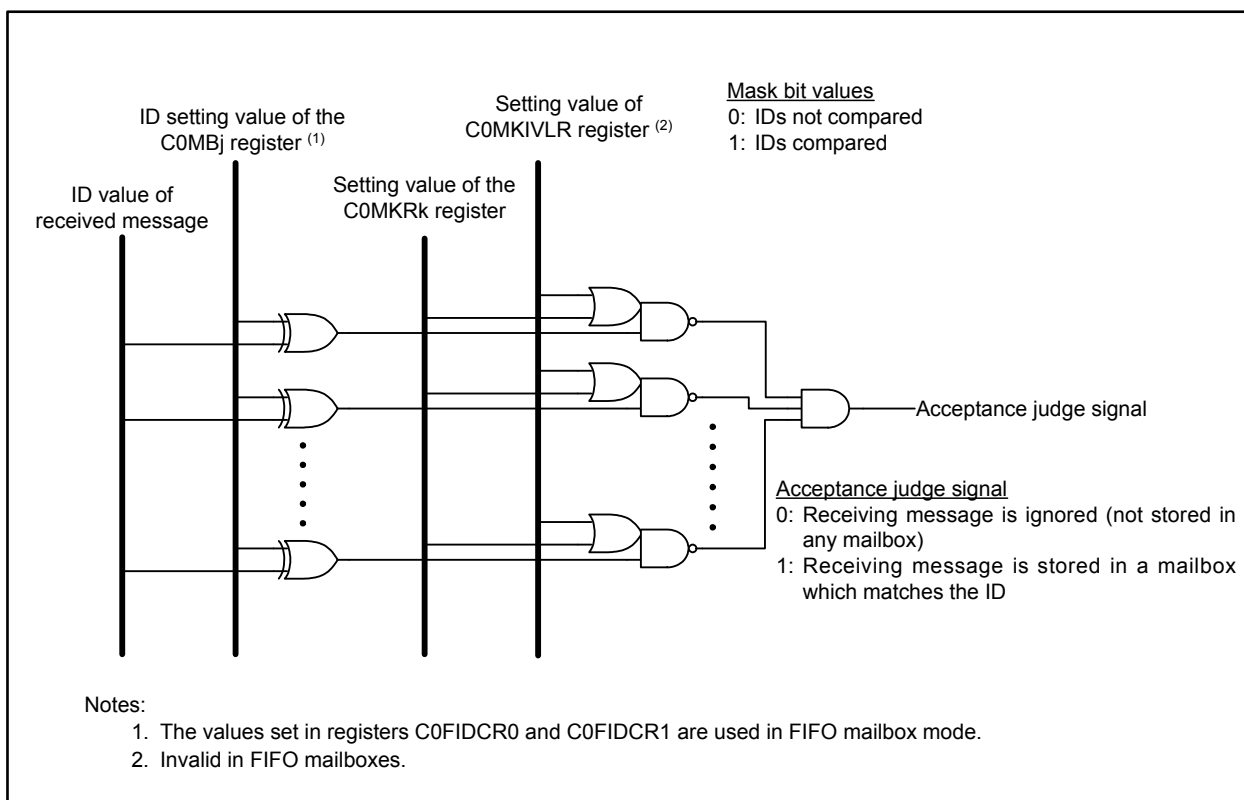 ID value of
received message
ID setting value of the
C0MBj register (1)
Setting value of the
C0MKRk register
Setting value of
C0MKIVLR register (2)
Mask bit values
0: IDs not compared
1: IDs compared
Acceptance judge signal
Acceptance judge signal
0: Receiving message is ignored (not stored in
any mailbox)
1: Receiving message is stored in a mailbox
which matches the ID
Notes:
1. The values set in registers C0FIDCR0 and C0FIDCR1 are used in FIFO mailbox mode.
2. Invalid in FIFO mailboxes.